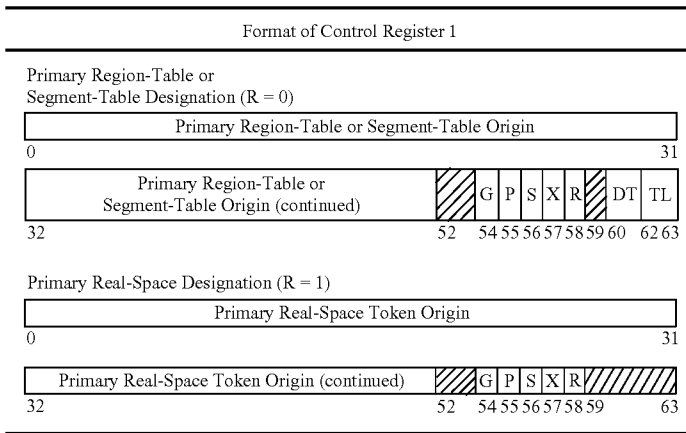 Format of Control Register 1
Primary Region-Table or
Segment-Table Designation (R = 0)
Primary Region-Table or Segment-Table Origin
0 31
Primary Region-Table or
Segment-Table Origin (continued)
G P S X R DT TL
32 52 54 55 56 57 58 59 60 62 63
Primary Real-Space Designation (R = 1)
Primary Real-Space Token Origin
0 31
Primary Real-Space Token Origin (continued) G P S X R
32 52 54 55 56 57 58 59 63